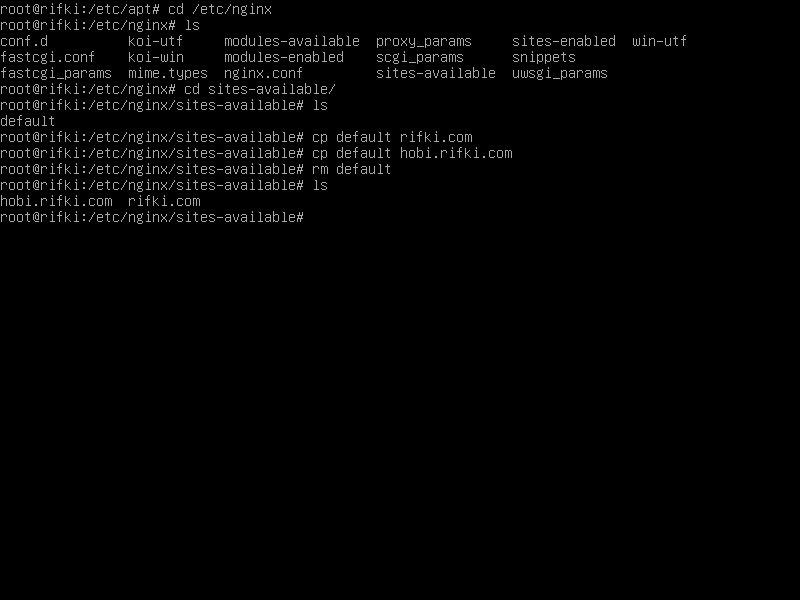 root@rifki:/etc/apt# cd /etc/nginx
root@rifki:/etc/nginx# ls
conf.d          koi-utf     modules-available  proxy_params     sites-enabled  win-utf
fastcgi.conf    koi-win     modules-enabled    scgi_params      snippets
fastcgi_params  mime.types  nginx.conf         sites-available  uwsgi_params
root@rifki:/etc/nginx# cd sites-available/
root@rifki:/etc/nginx/sites-available# ls
default
root@rifki:/etc/nginx/sites-available# cp default rifki.com
root@rifki:/etc/nginx/sites-available# cp default hobi.rifki.com
root@rifki:/etc/nginx/sites-available# rm default
root@rifki:/etc/nginx/sites-available# ls
hobi.rifki.com  rifki.com
root@rifki:/etc/nginx/sites-available#